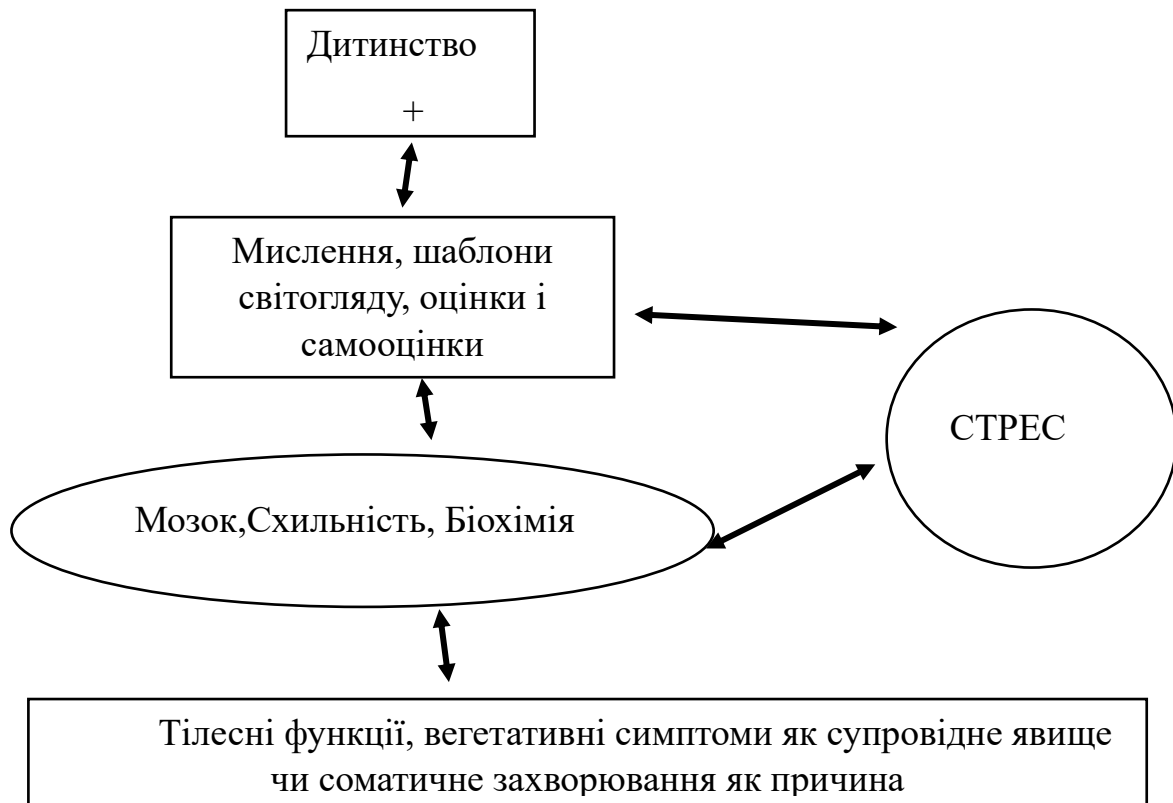 Дитинство
+
Мислення, шаблони
світогляду, оцінки і
самооцінки
СТРЕС
Мозок,Схильність, Біохімія
Тілесні функції, вегетативні симптоми як супровідне явище
чи соматичне захворювання як причина